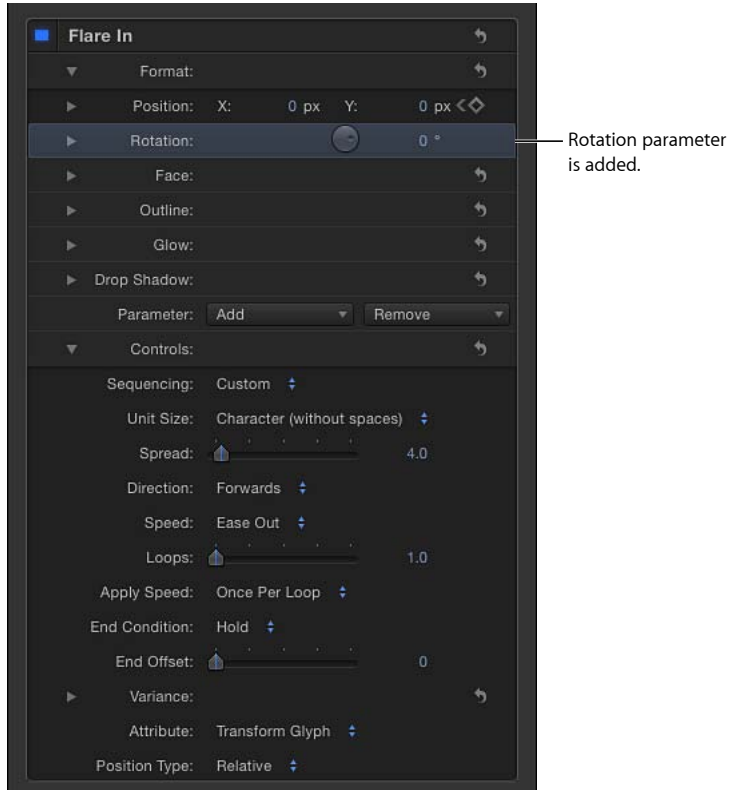 Flare In
Format:
Position: X: 0 px Y: 0 px
Rotation: 0 °
Rotation parameter
is added.
Face:
Outline:
Glow:
Drop Shadow:
Parameter: Add Remove
Controls:
Sequencing: Custom
Unit Size: Character (without spaces)
Spread: 4.0
Direction: Forwards
Speed: Ease Out
Loops: 1.0
Apply Speed: Once Per Loop
End Condition: Hold
End Offset: 0
Variance:
Attribute: Transform Glyph
Position Type: Relative